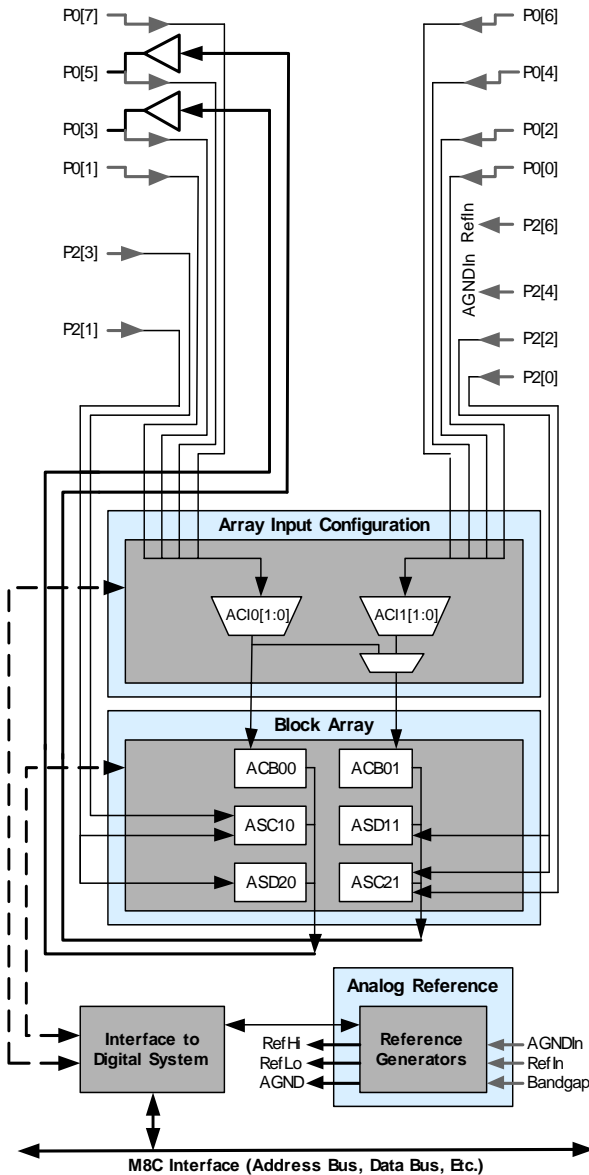 P0[7]
P0[6]
P0[5]
P0[4]
P0[3]
P0[2]
P0[1]
P0[0]
P2[3]
AGNDIn RefIn
P2[6]
P2[4]
P2[1]
P2[2]
P2[0]
Array Input Configuration
ACI0[1:0]
ACI1[1:0]
Block Array
ACB00
ACB01
ASC10
ASD11
ASD20
ASC21
Analog Reference
Interface to
Digital System
RefHi
RefLo
AGND
Reference
Generators
AGNDIn
RefIn
Bandgap
M8C Interface (Address Bus, Data Bus, Etc.)